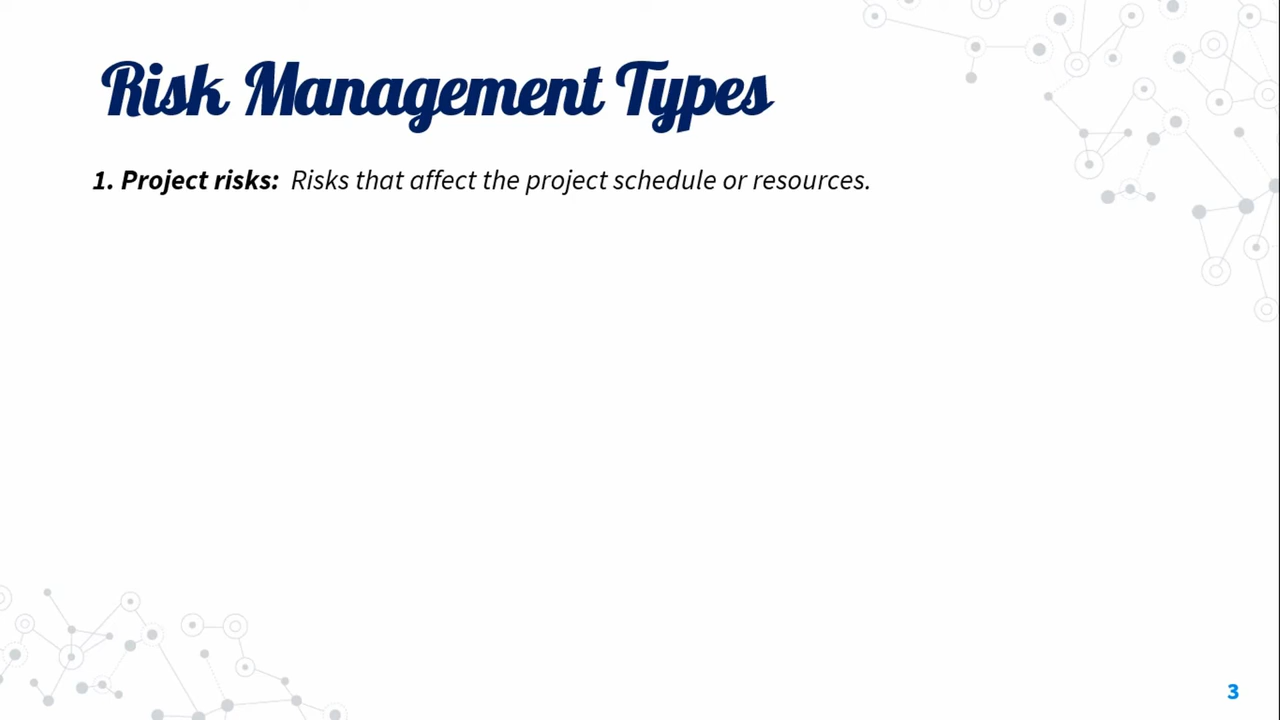 Risk Management Types
1. Project risks: Risks that affect the project schedule or resources.
3